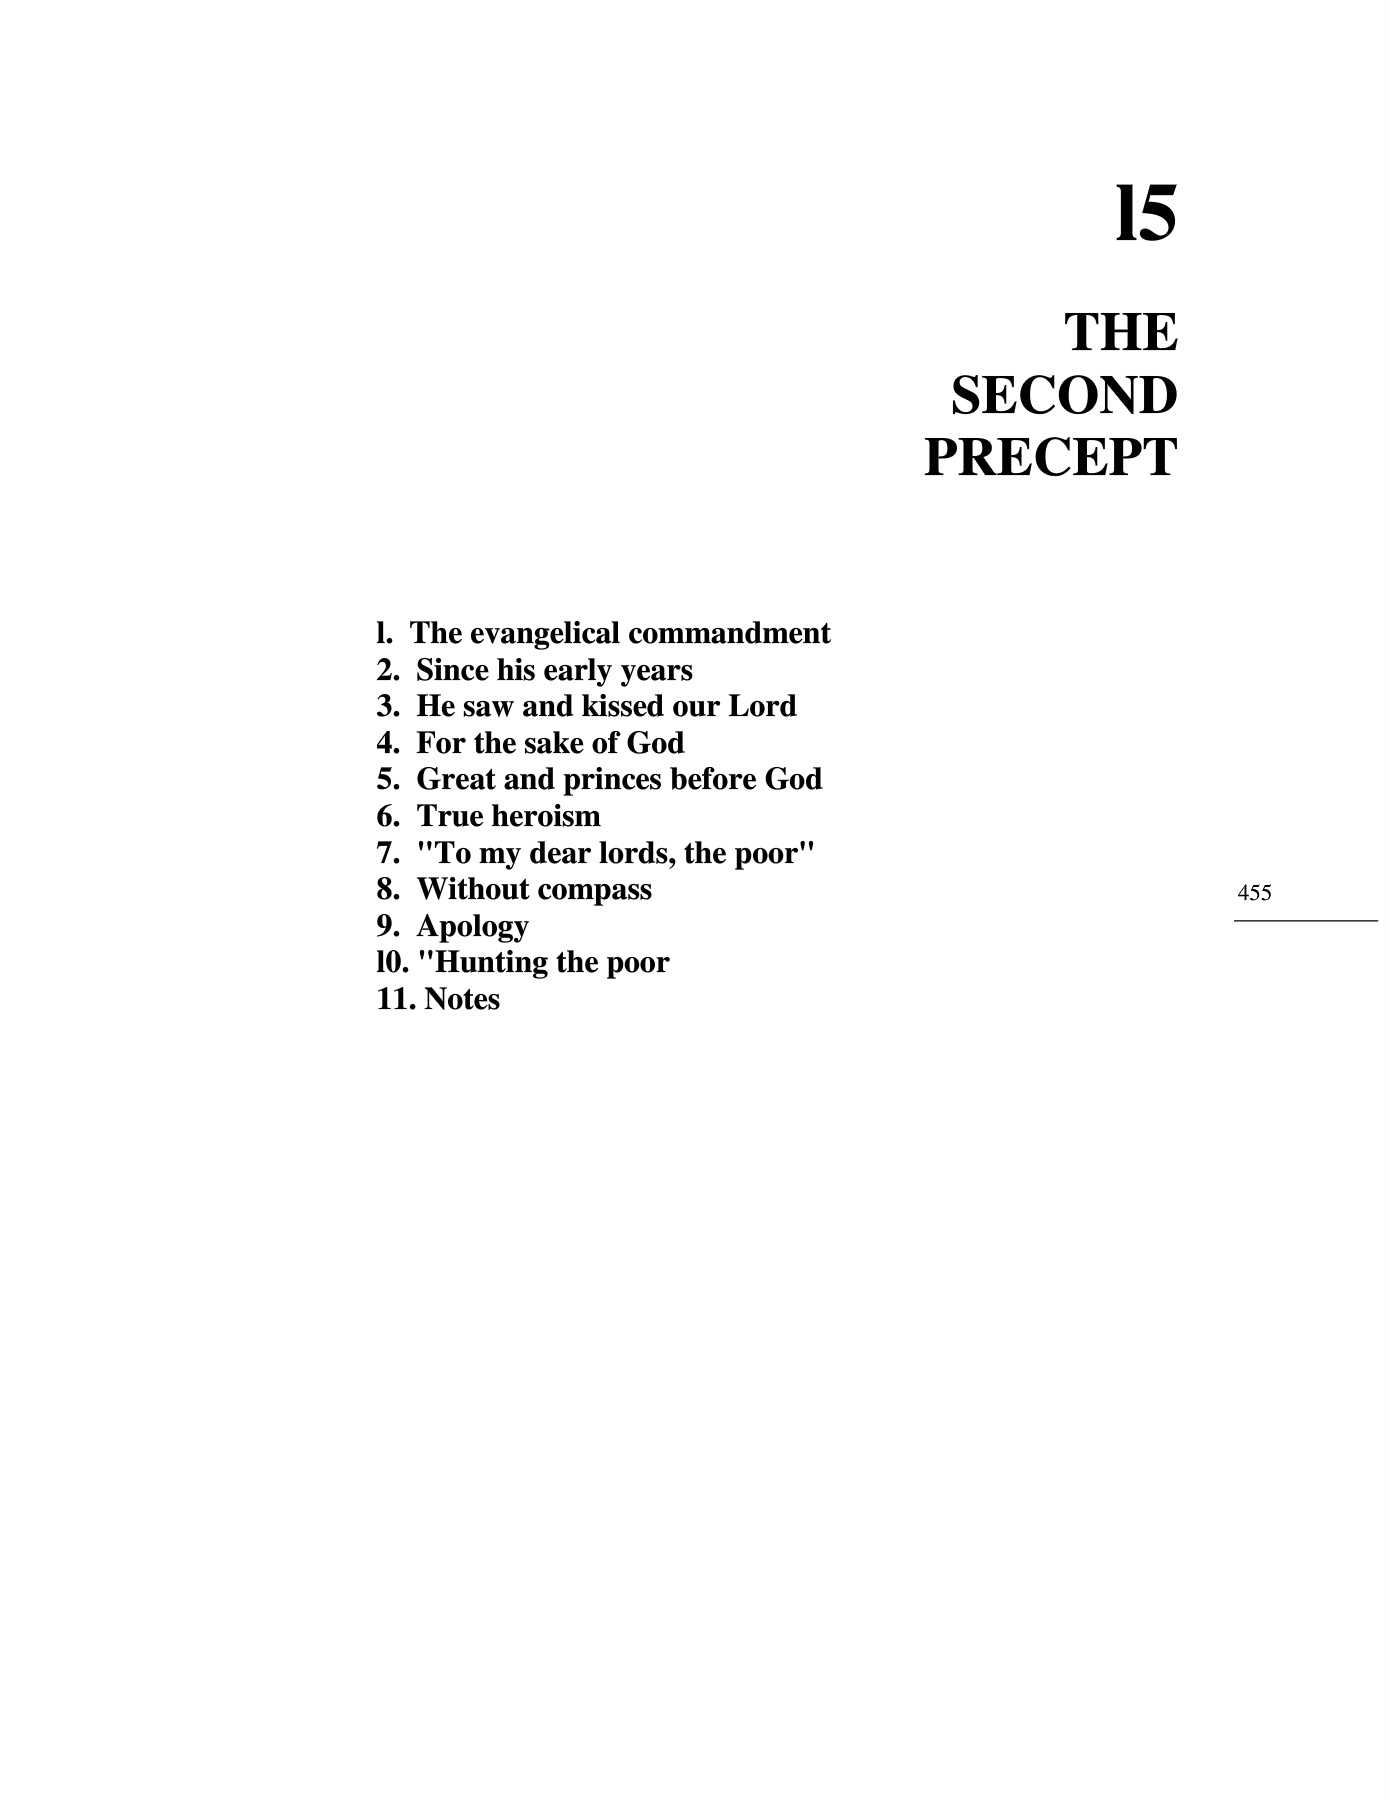 l5
THE
SECOND
PRECEPT
l. The evangelical commandment
2. Since his early years
3. He saw and kissed our Lord
4. For the sake of God
5. Great and princes before God
6. True heroism
7. "To my dear lords, the poor"
8. Without compass
9. Apology
l0. "Hunting the poor
11. Notes
455